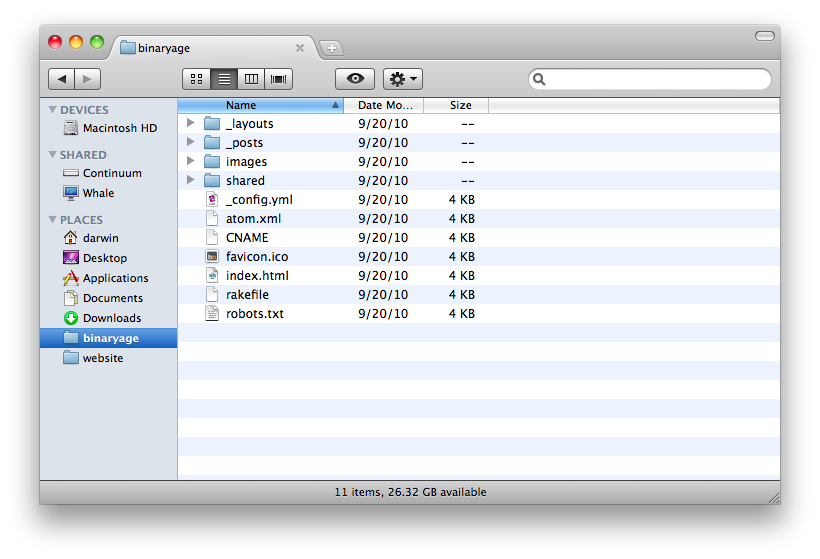 binaryage
DEVICES
Macintosh HD
SHARED
Continuum
Whale
PLACES
darwin
Desktop
Applications
Documents
Downloads
binaryage
website
Name Date Mo... Size
_layouts 9/20/10 --
_posts 9/20/10 --
images 9/20/10 --
shared 9/20/10 --
_config.yml 9/20/10 4 KB
atom.xml 9/20/10 4 KB
CNAME 9/20/10 4 KB
favicon.ico 9/20/10 4 KB
index.html 9/20/10 4 KB
rakefile 9/20/10 4 KB
robots.txt 9/20/10 4 KB
11 items, 26.32 GB available